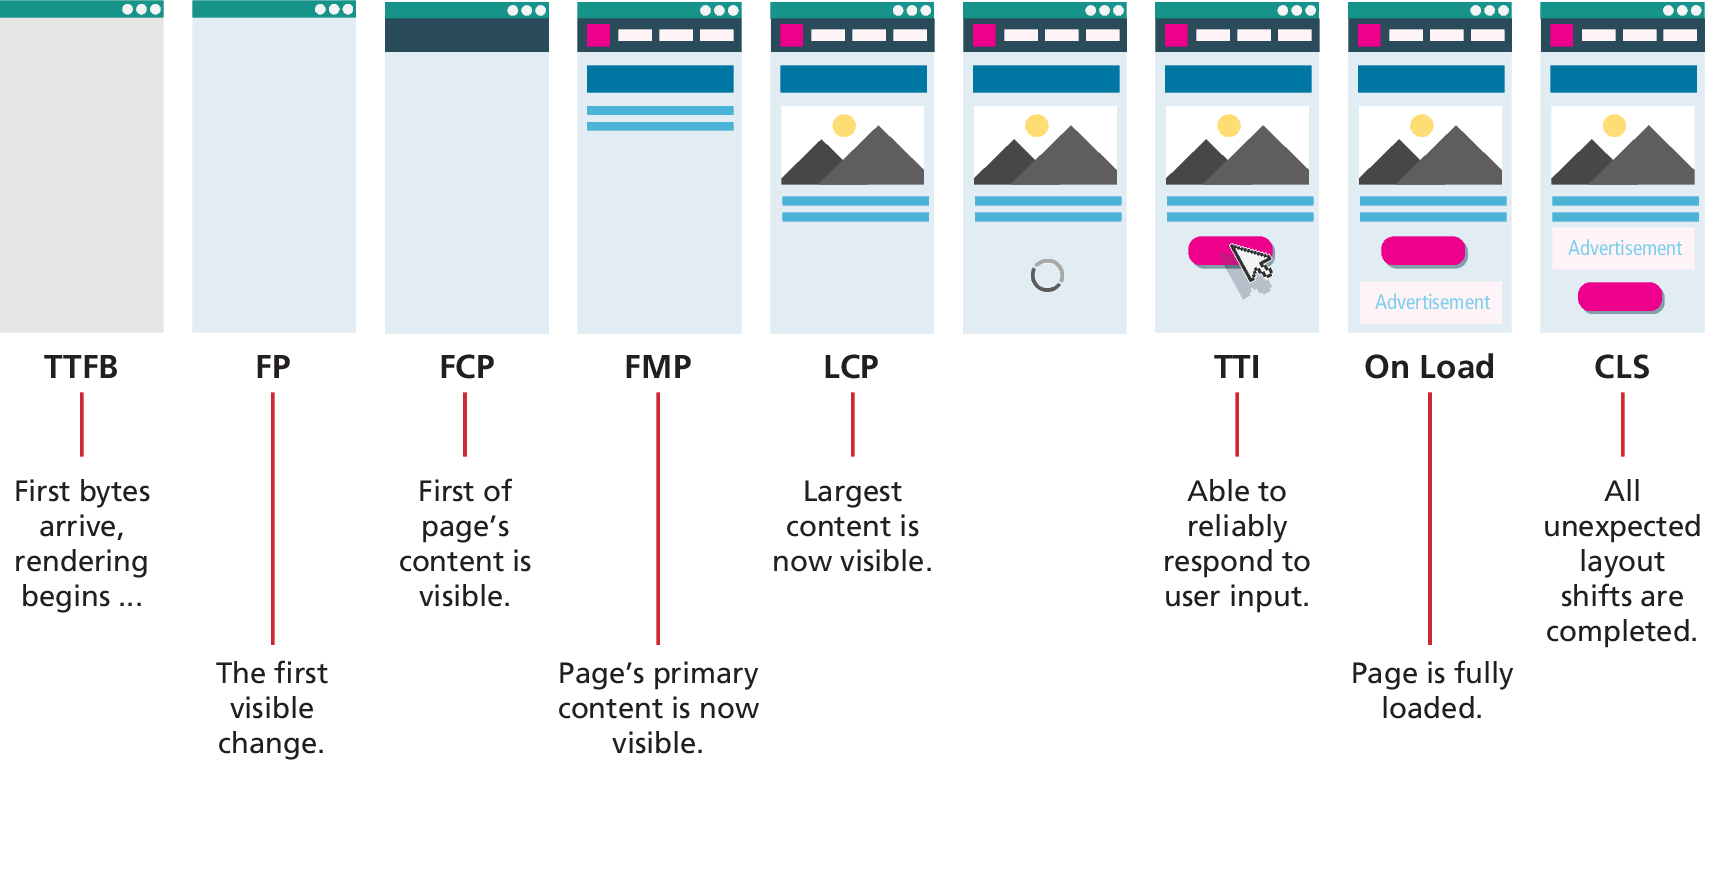 Advertisement
Advertisement
TTFB
FP
FCP
FMP
LCP
TTI
On Load
CLS
First bytes
arrive,
rendering
begins ...
The first
visible
change.
First of
page’s
content is
visible.
Page’s primary
content is now
visible.
Largest
content is
now visible.
Able to
reliably
respond to
user input.
Page is fully
loaded.
All
unexpected
layout
shifts are
completed.